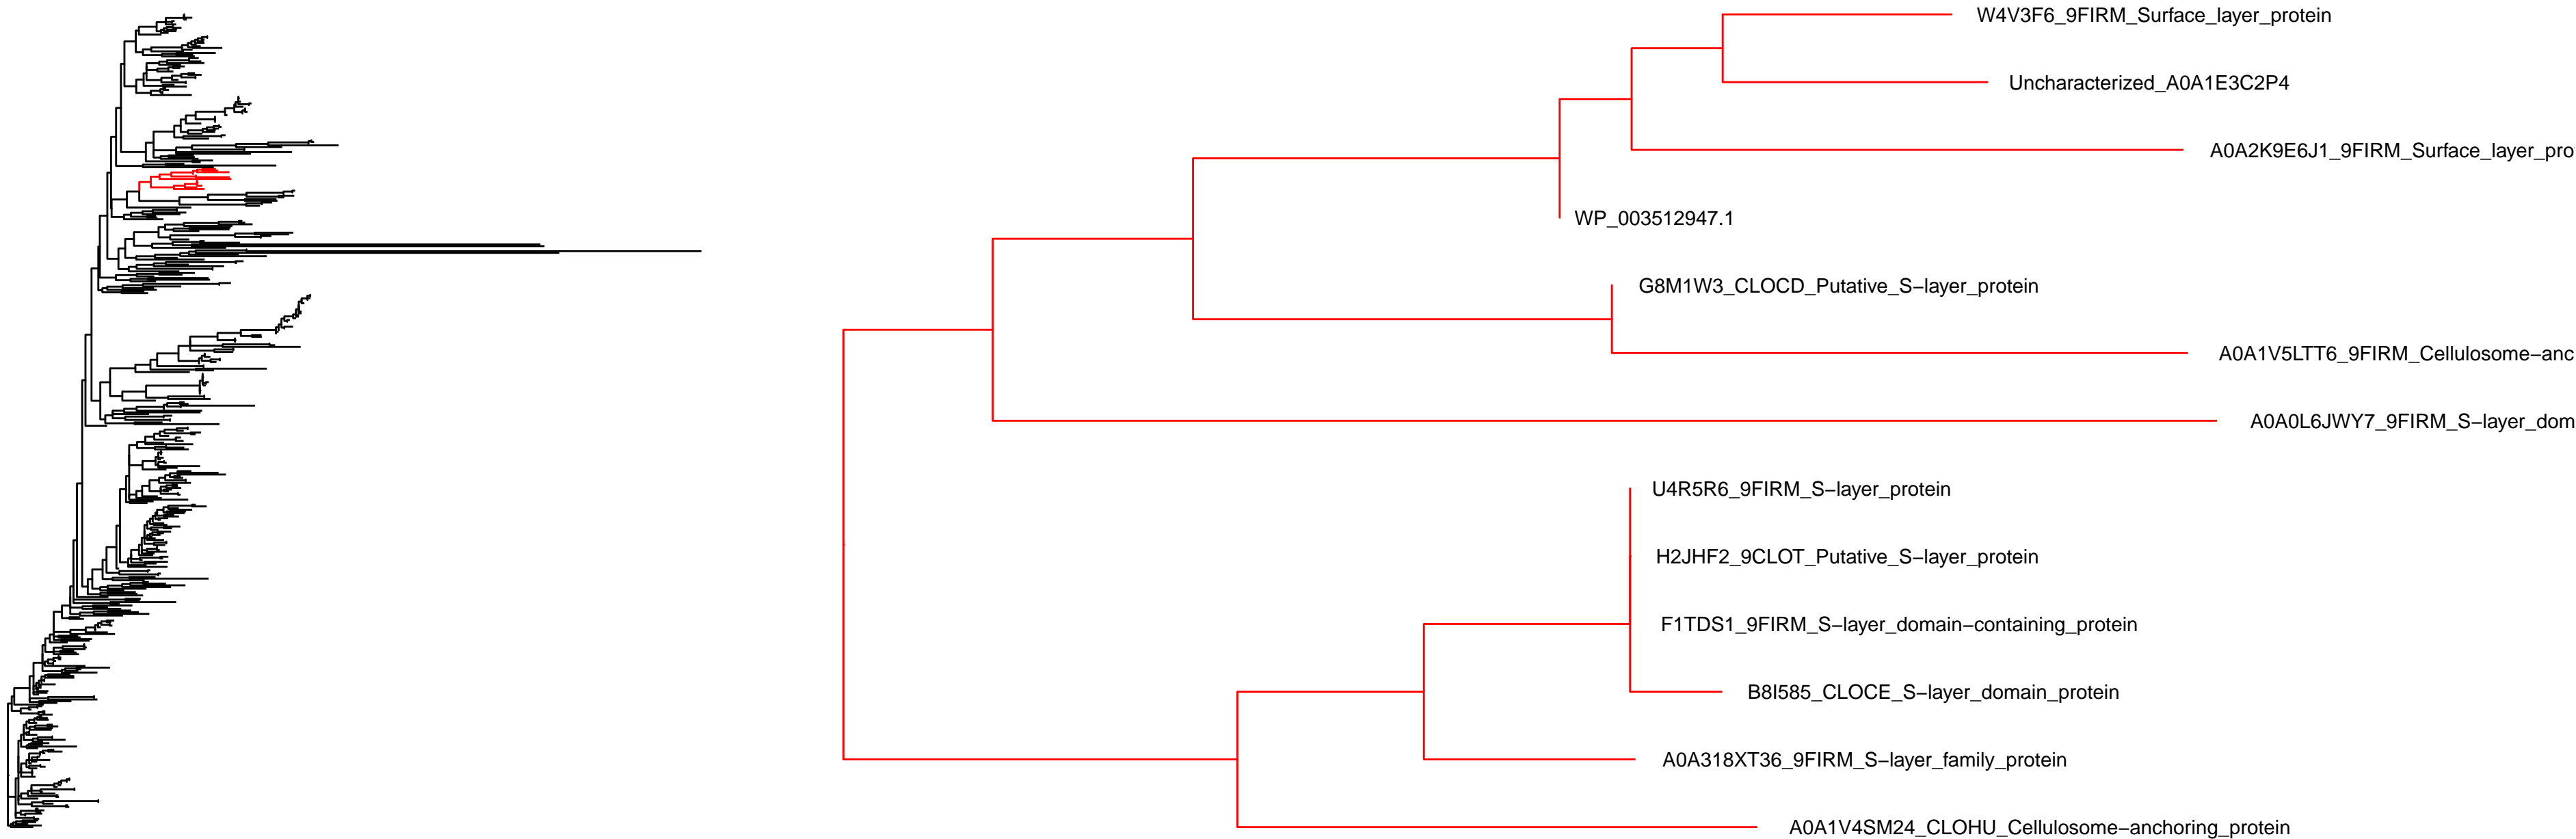 W4V3F6_9FIRM_Surface_layer_protein
Uncharacterized_A0A1E3C2P4
A0A2K9E6J1_9FIRM_Surface_layer_pro
WP_003512947.1
G8M1W3_CLOCD_Putative_S−layer_protein
A0A1V5LTT6_9FIRM_Cellulosome−anc
A0A0L6JWY7_9FIRM_S−layer_dom
U4R5R6_9FIRM_S−layer_protein
H2JHF2_9CLOT_Putative_S−layer_protein
F1TDS1_9FIRM_S−layer_domain−containing_protein
B8I585_CLOCE_S−layer_domain_protein
A0A318XT36_9FIRM_S−layer_family_protein
A0A1V4SM24_CLOHU_Cellulosome−anchoring_protein